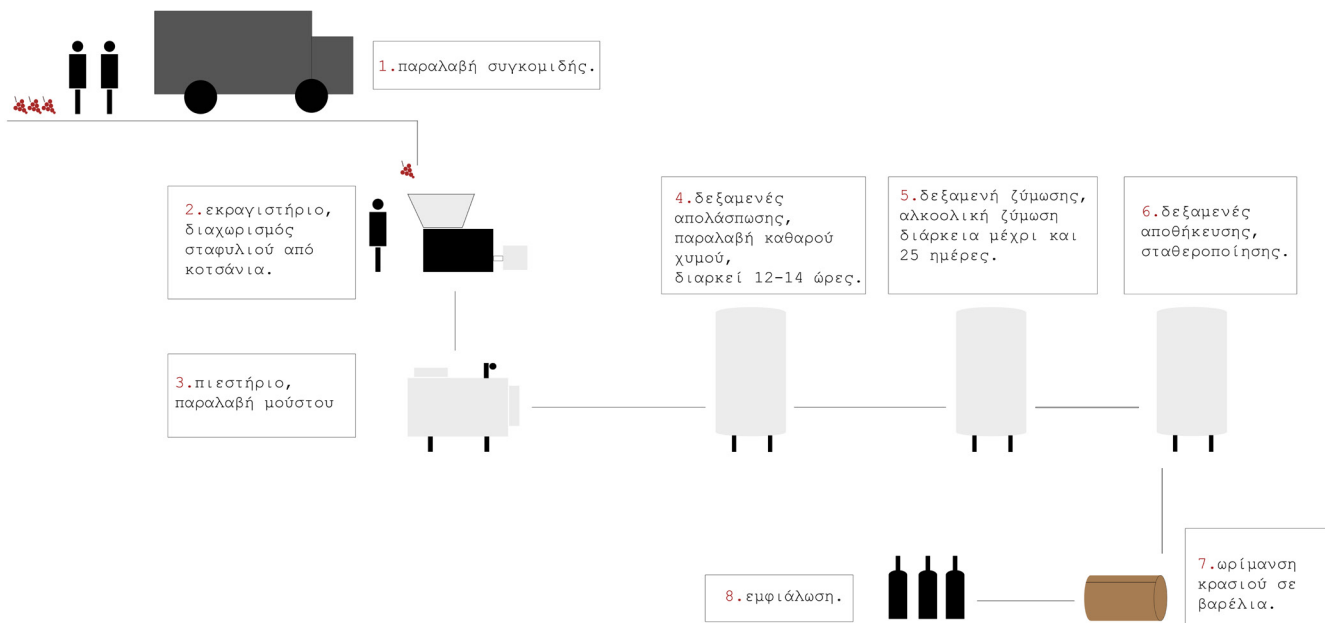 1.παραλαβή συγκομιδής.
2.εκραγιστήριο,
διαχωρισμός
σταφυλιού από
κοτσάνια.
3.πιεστήριο,
παραλαβή μούστου
4.δεξαμενές
απολάσπωσης,
παραλαβή καθαρού
χυμού,
διαρκεί 12-14 ώρες.
5.δεξαμενή ζύμωσης,
αλκοολική ζύμωση
διάρκεια μέχρι και
25 ημέρες.
6.δεξαμενές
αποθήκευσης,
σταθεροποίησης.
7.ωρίμανση
κρασιού σε
βαρέλια.
8.εμφιάλωση.